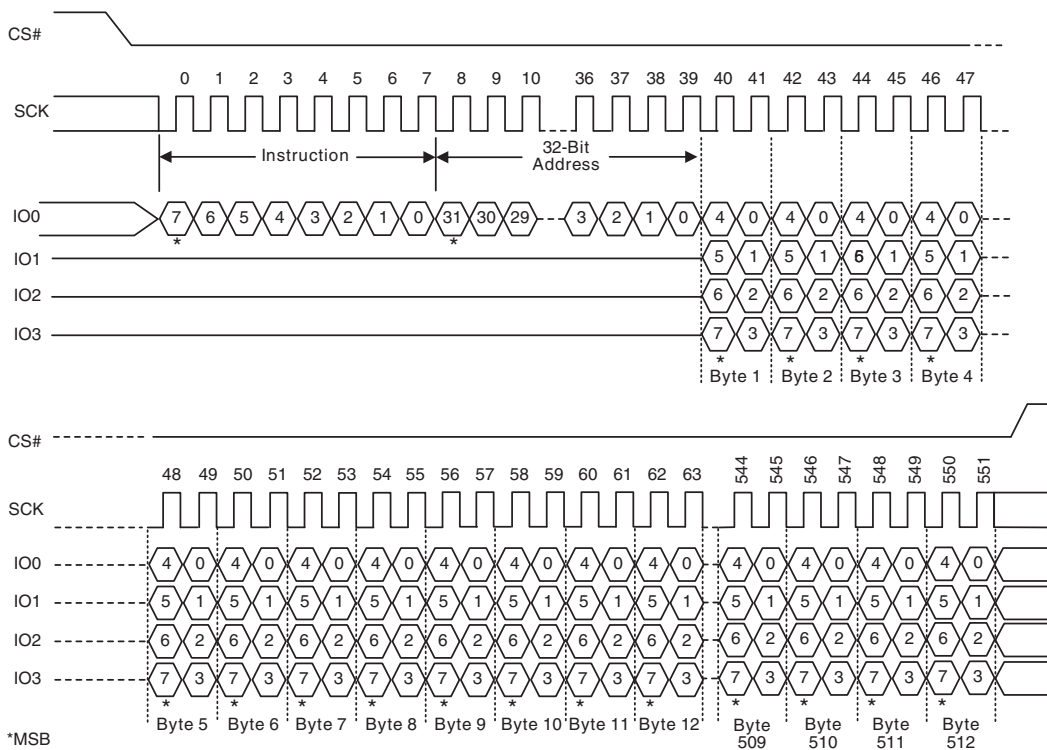 CS#
0 1 2 3 4 5 6 7 8 9 10 36 37 38 39 40 41 42 43 44 45 46 47
SCK
Instruction
32-Bit
Address
IO0 7 6 5 4 3 2 1 0 31 30 29 3 2 1 0 4 0 4 0 4 0 4 0
* *
IO1 5 1 5 1 6 1 5 1
IO2 6 2 6 2 6 2 6 2
IO3 7 3 7 3 7 3 7 3
* * * *
Byte 1 Byte 2 Byte 3 Byte 4
CS#
48 49 50 51 52 53 54 55 56 57 58 59 60 61 62 63 544 545 546 547 548 549 550 551
SCK
IO0 4 0 4 0 4 0 4 0 4 0 4 0 4 0 4 0 4 0 4 0 4 0 4 0
IO1 5 1 5 1 5 1 5 1 5 1 5 1 5 1 5 1 5 1 5 1 5 1 5 1
IO2 6 2 6 2 6 2 6 2 6 2 6 2 6 2 6 2 6 2 6 2 6 2 6 2
IO3 7 3 7 3 7 3 7 3 7 3 7 3 7 3 7 3 7 3 7 3 7 3 7 3
* * * * * * * * * * * *
Byte 5 Byte 6 Byte 7 Byte 8 Byte 9 Byte 10 Byte 11 Byte 12 Byte Byte Byte Byte
509 510 511 512
*MSB